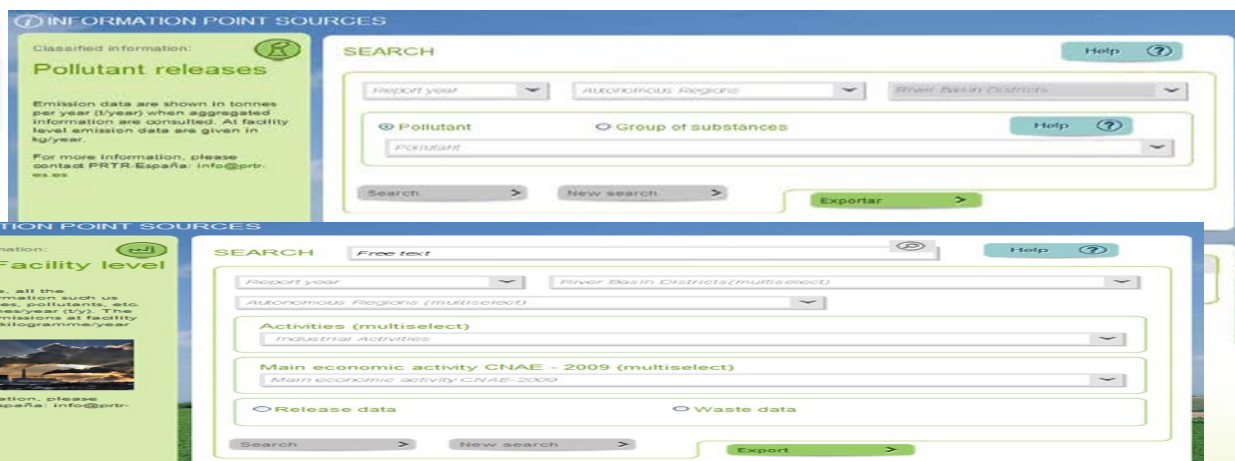 INFORMATION POINT SOURCES
Classified information:
Pollutant releases
Emission data are shown in tonnes
per year (t/year) when aggregated
information are consulted. At facility
level emission data are given in
kg/year.
For more information, please
contact PRTR-España: info@prtr-
es.es
SEARCH
Help
Report year
Autonomous Regions
River Basin Districts
Pollutant
Group of substances
Help
Pollutant
Search
New search
Exportar
TION POINT SOURCES
mation:
Facility level
, all the
rmation such us
es, pollutants, etc.
nes/year (t/y). The
missions at facility
kilogramme/year
ation, please
spaña: info@prtr-
SEARCH
Free text
Help
Report year
River Basin Districts(multiselect)
Autonomous Regions (multiselect)
Activities (multiselect)
Industrial Activities
Main economic activity CNAE - 2009 (multiselect)
Main economic activity CNAE-2009
Release data
Waste data
Search
New search
Export